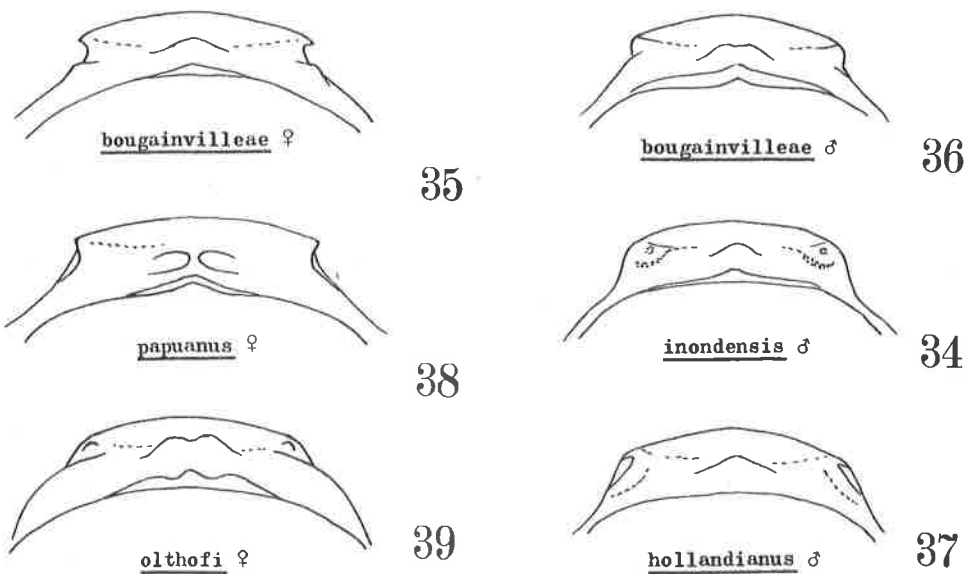 bougainvilleae ♀
35
bougainvilleae ♂
36
papuanus ♀
38
inondensis ♂
34
olthofi ♀
39
hollandianus ♂
37